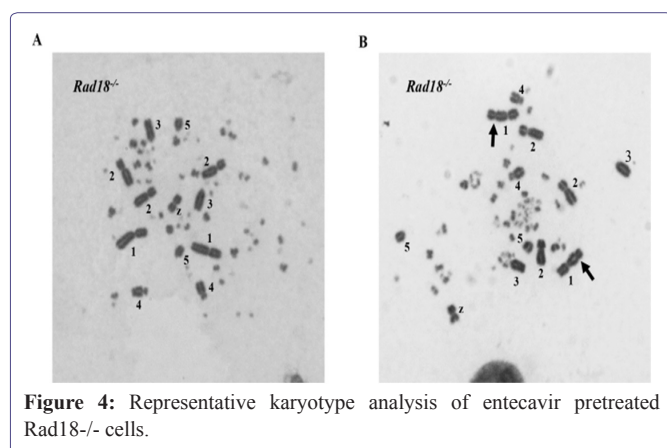 A
B
Rad18-/-
Rad18-/-
3
5
2
2
2
z
3
1
1
5
4
4
4
1
2
3
4
2
5
5
3
2
1
z
Figure 4: Representative karyotype analysis of entecavir pretreated
Rad18-/- cells.